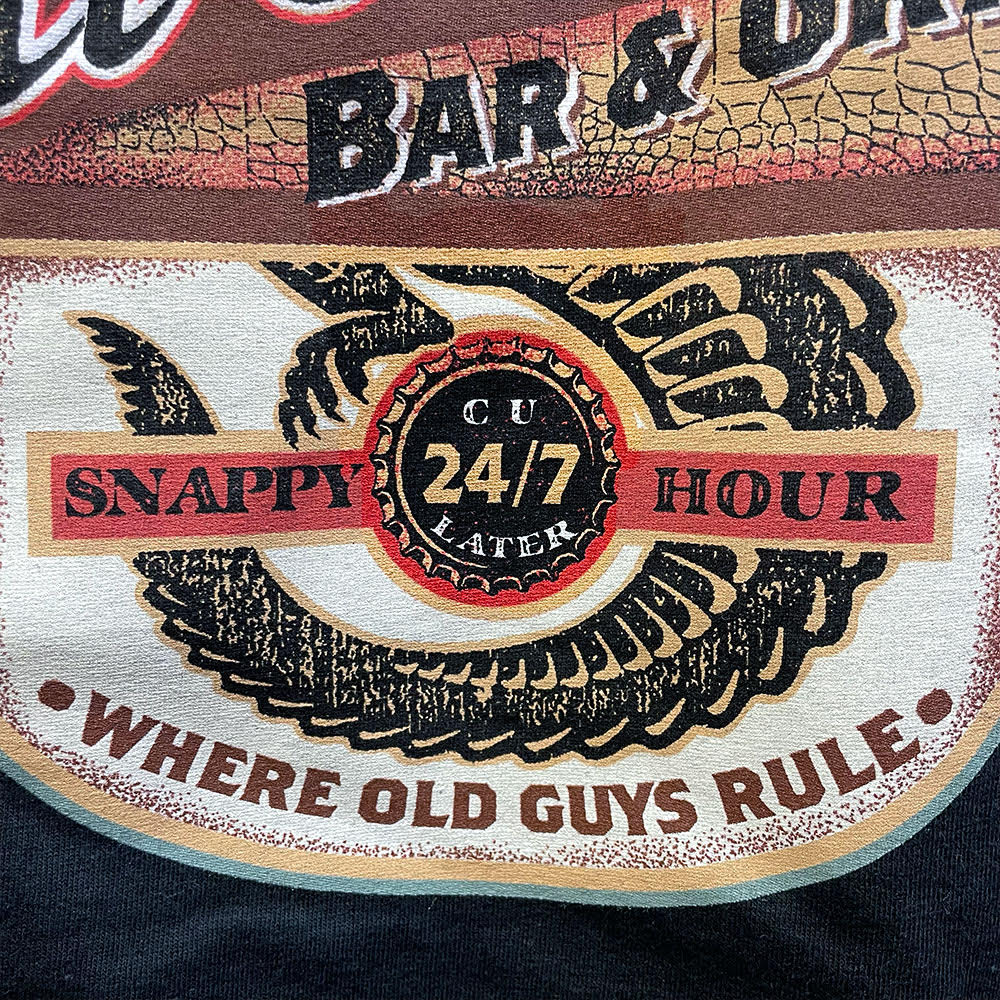 BAR &
CU
SNAPPY 24/7 HOUR
LATER
• WHERE OLD GUYS RULE •